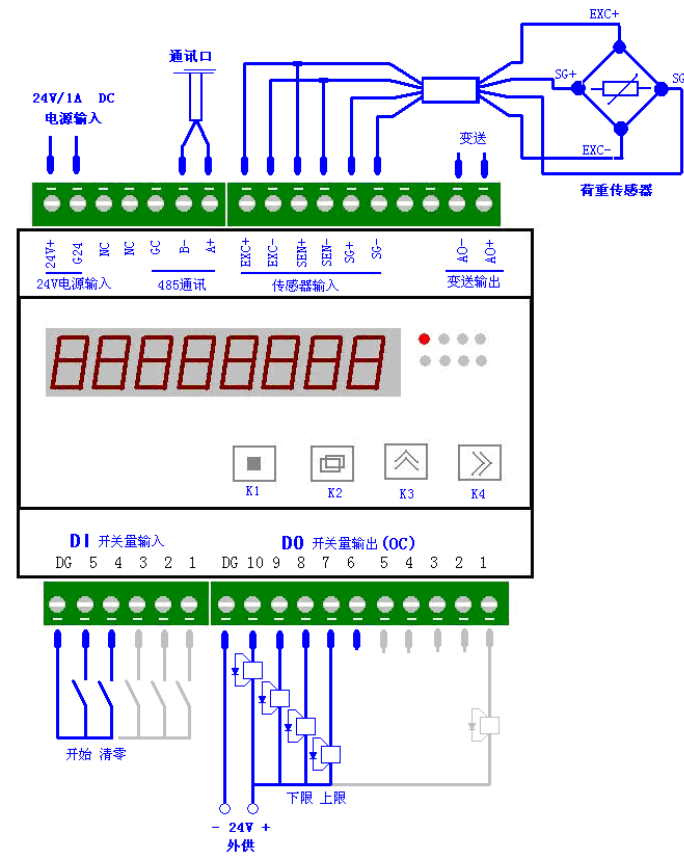 EXC+
通讯口
SG+
SG
24V/1A DC
电源输入
变送
EXC-
荷重传感器
24V+ G24 NC NC GC B- A+ EXC+ EXC- SEN+ SEN- SG+ SG- AO- AO+
24V电源输入 485通讯 传感器输入 变送输出
K1 K2 K3 K4
DI 开关量输入 DO 开关量输出(OC)
DG 5 4 3 2 1 DG 10 9 8 7 6 5 4 3 2 1
开始 清零
下限 上限
- 24V +
外供